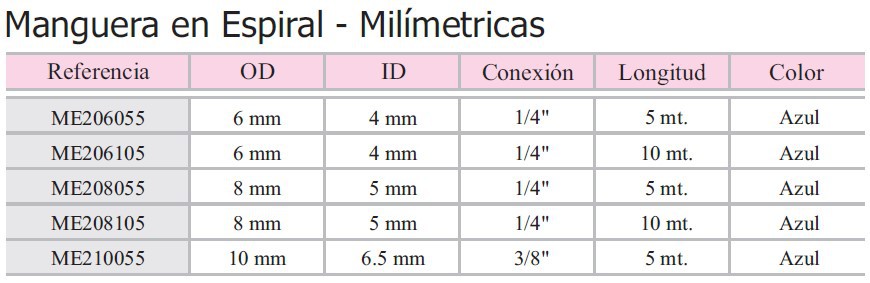 Manguera en Espiral - Milímetricas
Referencia OD ID Conexión Longitud Color
ME206055 6 mm 4 mm 1/4" 5 mt. Azul
ME206105 6 mm 4 mm 1/4" 10 mt. Azul
ME208055 8 mm 5 mm 1/4" 5 mt. Azul
ME208105 8 mm 5 mm 1/4" 10 mt. Azul
ME210055 10 mm 6.5 mm 3/8" 5 mt. Azul